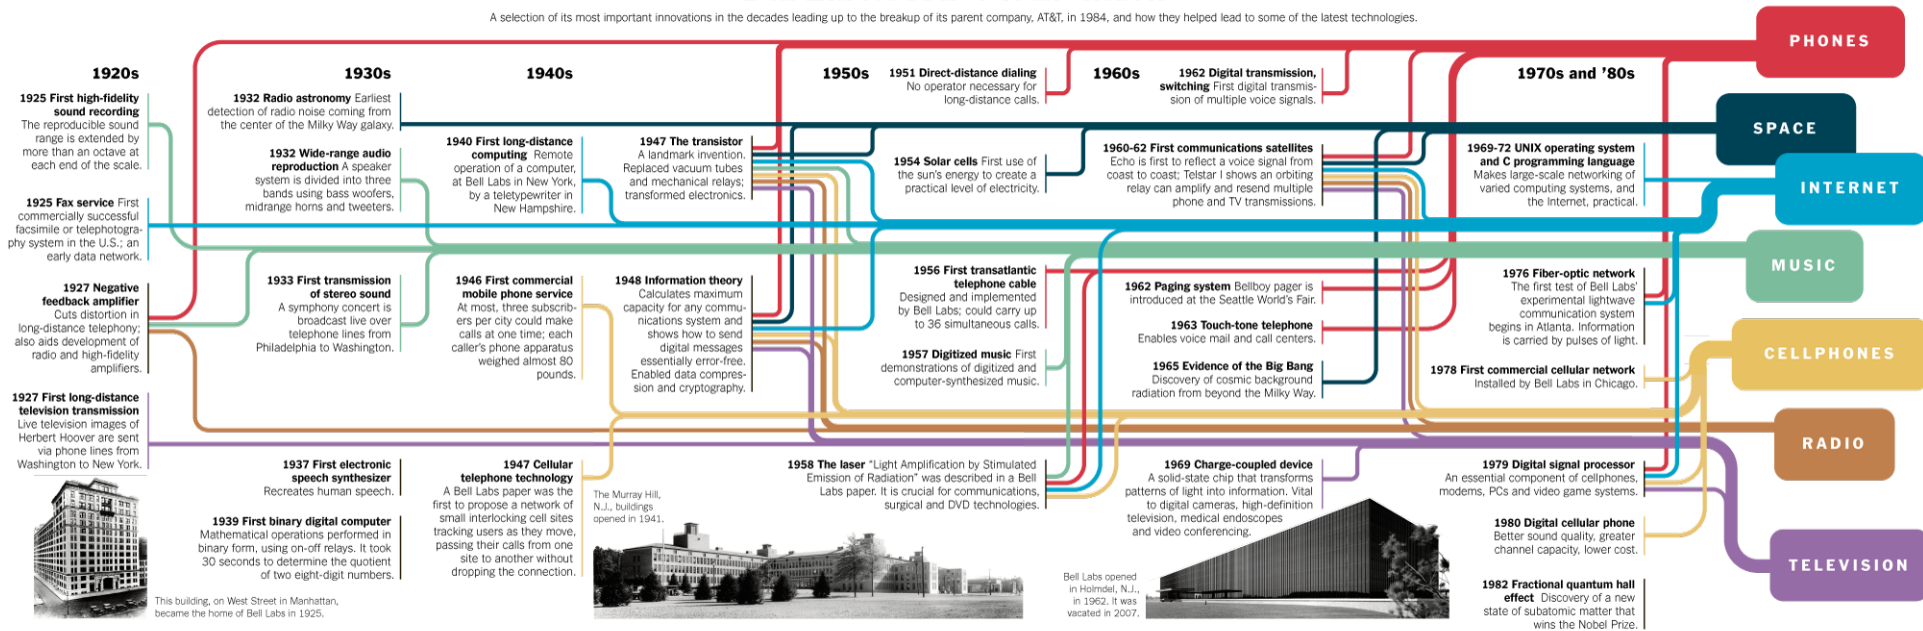 A selection of its most important innovations in the decades leading up to the breakup of its parent company, AT&T, in 1984, and how they helped lead to some of the latest technologies.
1920s
1925 First high-fidelity
sound recording
The reproducible sound
range is extended by
more than an octave at
each end of the scale.
1925 Fax service First
commercially successful
facsimile or telephotogra-
phy system in the U.S.; an
early data network.
1927 Negative
feedback amplifier
Cuts distortion in
long-distance telephony;
also aids development of
radio and high-fidelity
amplifiers.
1927 First long-distance
television transmission
Live television images of
Herbert Hoover are sent
via phone lines from
Washington to New York.
This building, on West Street in Manhattan,
became the home of Bell Labs in 1925.
1930s
1932 Radio astronomy Earliest
detection of radio noise coming from
the center of the Milky Way galaxy.
1932 Wide-range audio
reproduction A speaker
system is divided into three
bands using bass woofers,
midrange horns and tweeters.
1933 First transmission
of stereo sound
A symphony concert is
broadcast live over
telephone lines from
Philadelphia to Washington.
1937 First electronic
speech synthesizer
Recreates human speech.
1939 First binary digital computer
Mathematical operations performed in
binary form, using on-off relays. It took
30 seconds to determine the quotient
of two eight-digit numbers.
1940s
1940 First long-distance
computing Remote
operation of a computer,
at Bell Labs in New York,
by a teletypewriter in
New Hampshire.
1946 First commercial
mobile phone service
At most, three subscrib-
ers per city could make
calls at one time; each
caller's phone apparatus
weighed almost 80
pounds.
1947 Cellular
telephone technology
A Bell Labs paper was the
first to propose a network of
small interlocking cell sites
tracking users as they move,
passing their calls from one
site to another without
dropping the connection.
1947 The transistor
A landmark invention.
Replaced vacuum tubes
and mechanical relays;
transformed electronics.
1948 Information theory
Calculates maximum
capacity for any commu-
nications system and
shows how to send
digital messages
essentially error-free.
Enabled data compres-
sion and cryptography.
The Murray Hill,
N.J., buildings
opened in 1941.
1950s
1951 Direct-distance dialing
No operator necessary for
long-distance calls.
1954 Solar cells First use of
the sun's energy to create a
practical level of electricity.
1956 First transatlantic
telephone cable
Designed and implemented
by Bell Labs; could carry up
to 36 simultaneous calls.
1957 Digitized music First
demonstrations of digitized and
computer-synthesized music.
1958 The laser "Light Amplification by Stimulated
Emission of Radiation" was described in a Bell
Labs paper. It is crucial for communications,
surgical and DVD technologies.
1960s
1962 Digital transmission,
switching First digital transmis-
sion of multiple voice signals.
1960-62 First communications satellites
Echo is first to reflect a voice signal from
coast to coast; Telstar I shows an orbiting
relay can amplify and resend multiple
phone and TV transmissions.
1962 Paging system Bellboy pager is
introduced at the Seattle World's Fair.
1963 Touch-tone telephone
Enables voice mail and call centers.
1965 Evidence of the Big Bang
Discovery of cosmic background
radiation from beyond the Milky Way.
1969 Charge-coupled device
A solid-state chip that transforms
patterns of light into information. Vital
to digital cameras, high-definition
television, medical endoscopes
and video conferencing.
Bell Labs opened
in Holmdel, N.J.,
in 1962. It was
vacated in 2007.
1970s and '80s
1969-72 UNIX operating system
and C programming language
Makes large-scale networking of
varied computing systems, and
the Internet, practical.
1976 Fiber-optic network
The first test of Bell Labs'
experimental lightwave
communication system
begins in Atlanta. Information
is carried by pulses of light.
1978 First commercial cellular network
Installed by Bell Labs in Chicago.
1979 Digital signal processor
An essential component of cellphones,
modems, PCs and video game systems.
1980 Digital cellular phone
Better sound quality, greater
channel capacity, lower cost.
1982 Fractional quantum hall
effect Discovery of a new
state of subatomic matter that
wins the Nobel Prize.
PHONES
SPACE
INTERNET
MUSIC
CELLPHONES
RADIO
TELEVISION